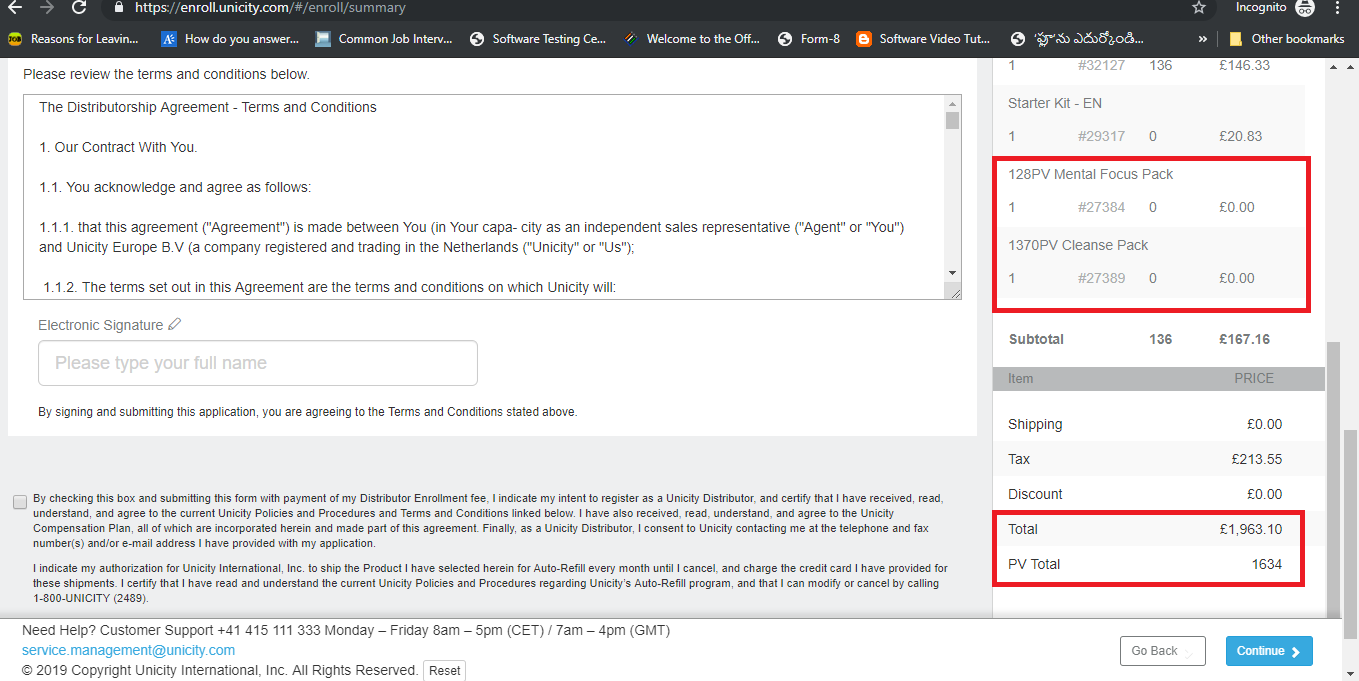 https://enroll.unicity.com/#/enroll/summary
Incognito
Reasons for Leavin...
How do you answer...
Common Job Interv...
Software Testing Ce...
Welcome to the Off...
Form-8
Software Video Tut...
'ఫ్లూ'ను ఎదుర్కోండి...
»
Other bookmarks
Please review the terms and conditions below.
The Distributorship Agreement - Terms and Conditions
1. Our Contract With You.
1.1. You acknowledge and agree as follows:
1.1.1. that this agreement ("Agreement") is made between You (in Your capa- city as an independent sales representative ("Agent" or "You")
and Unicity Europe B.V (a company registered and trading in the Netherlands ("Unicity" or "Us");
1.1.2. The terms set out in this Agreement are the terms and conditions on which Unicity will:
Electronic Signature
Please type your full name
By signing and submitting this application, you are agreeing to the Terms and Conditions stated above.
By checking this box and submitting this form with payment of my Distributor Enrollment fee, I indicate my intent to register as a Unicity Distributor, and certify that I have received, read,
understand, and agree to the current Unicity Policies and Procedures and Terms and Conditions linked below. I have also received, read, understand, and agree to the Unicity
Compensation Plan, all of which are incorporated herein and made part of this agreement. Finally, as a Unicity Distributor, I consent to Unicity contacting me at the telephone and fax
number(s) and/or e-mail address I have provided with my application.
I indicate my authorization for Unicity International, Inc. to ship the Product I have selected herein for Auto-Refill every month until I cancel, and charge the credit card I have provided for
these shipments. I certify that I have read and understand the current Unicity Policies and Procedures regarding Unicity's Auto-Refill program, and that I can modify or cancel by calling
1-800-UNICITY (2489).
1 #32127 136 £146.33
Starter Kit - EN
1 #29317 0 £20.83
128PV Mental Focus Pack
1 #27384 0 £0.00
1370PV Cleanse Pack
1 #27389 0 £0.00
Subtotal 136 £167.16
Item PRICE
Shipping £0.00
Tax £213.55
Discount £0.00
Total £1,963.10
PV Total 1634
Need Help? Customer Support +41 415 111 333 Monday – Friday 8am – 5pm (CET) / 7am – 4pm (GMT)
service.management@unicity.com
© 2019 Copyright Unicity International, Inc. All Rights Reserved. Reset
Go Back
Continue